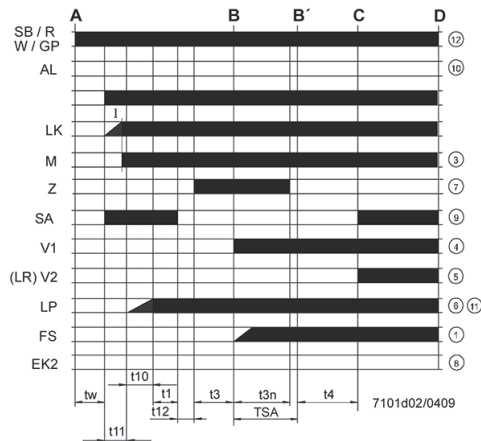 A B B´ C D
SB / R
W / GP 12
AL 10
1
LK
M 3
Z 7
SA 9
V1 4
(LR) V2 5
LP 6 11
FS 1
EK2 8
t10
tw t1 t3 t3n t4 7101d02/0409
t12 TSA
t11